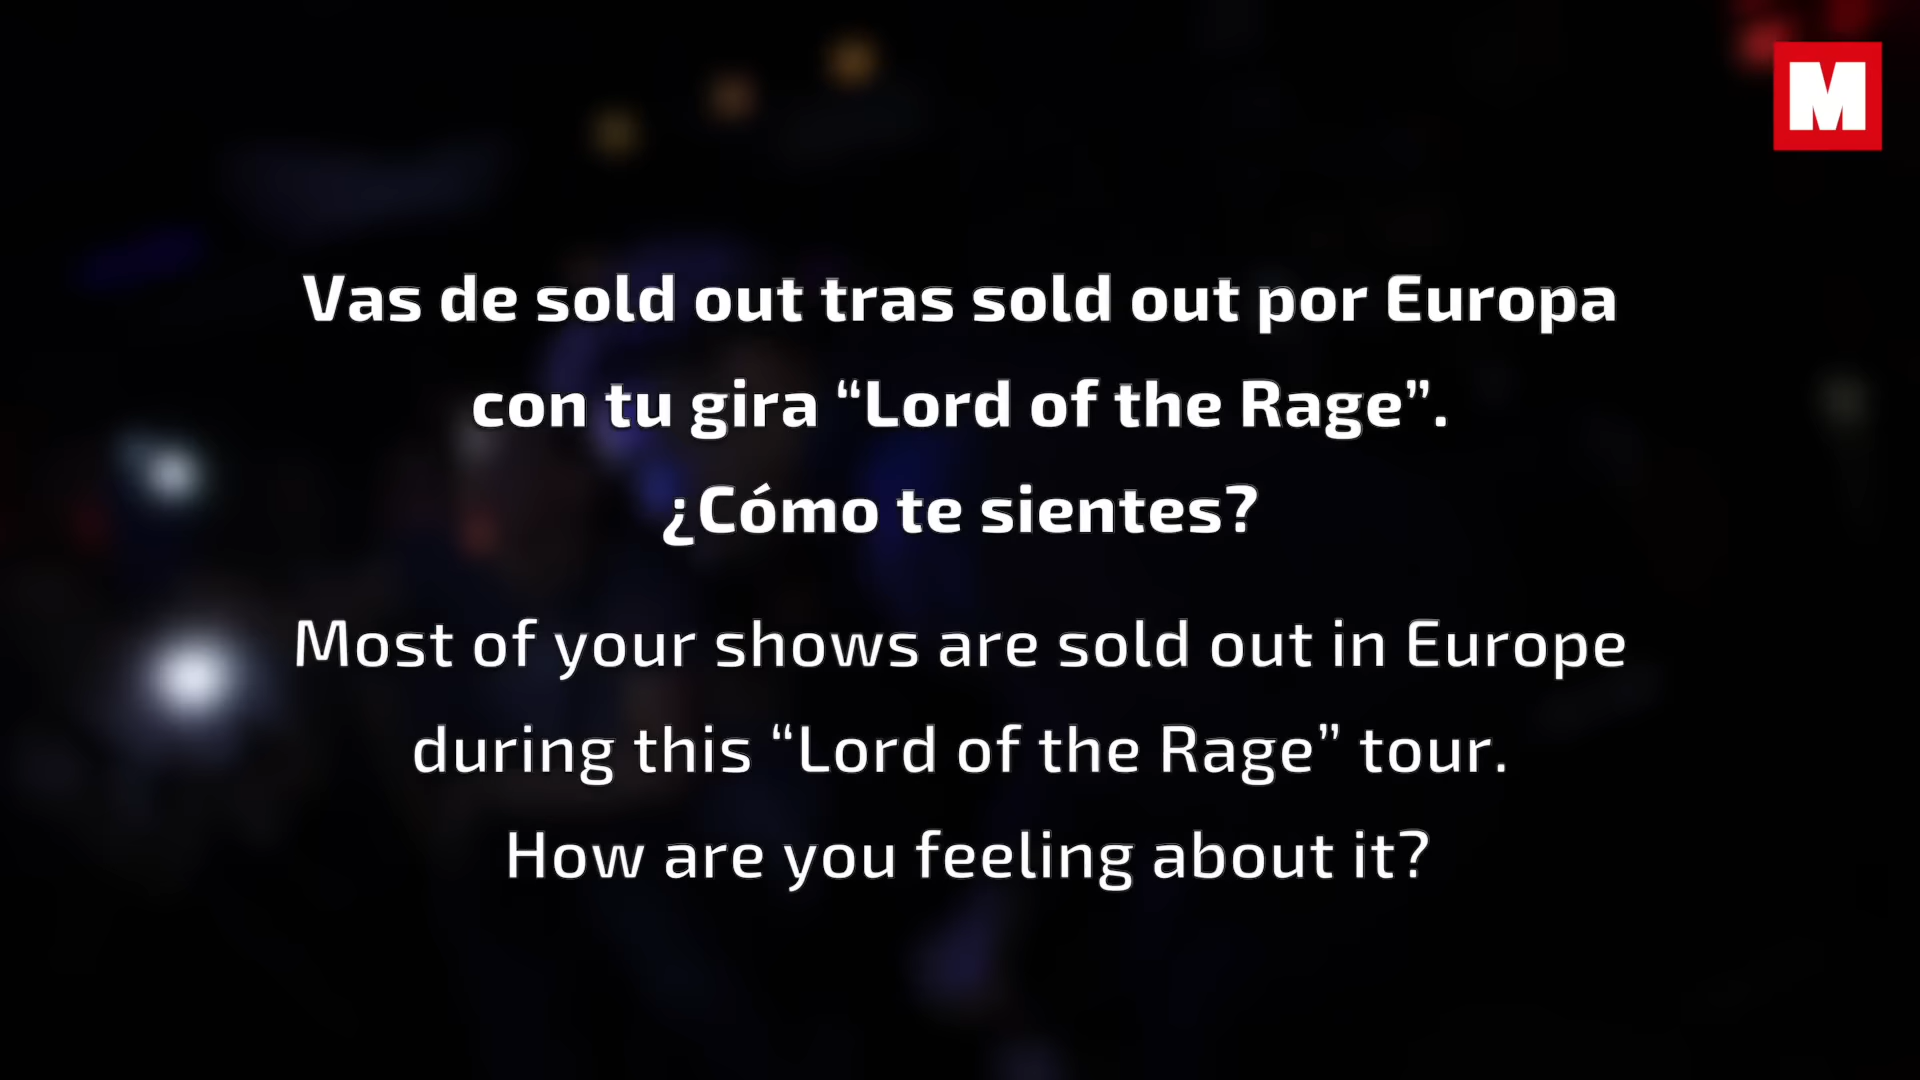 M
Vas de sold out tras sold out por Europa
con tu gira “Lord of the Rage”.
¿Cómo te sientes?
Most of your shows are sold out in Europe
during this “Lord of the Rage” tour.
How are you feeling about it?